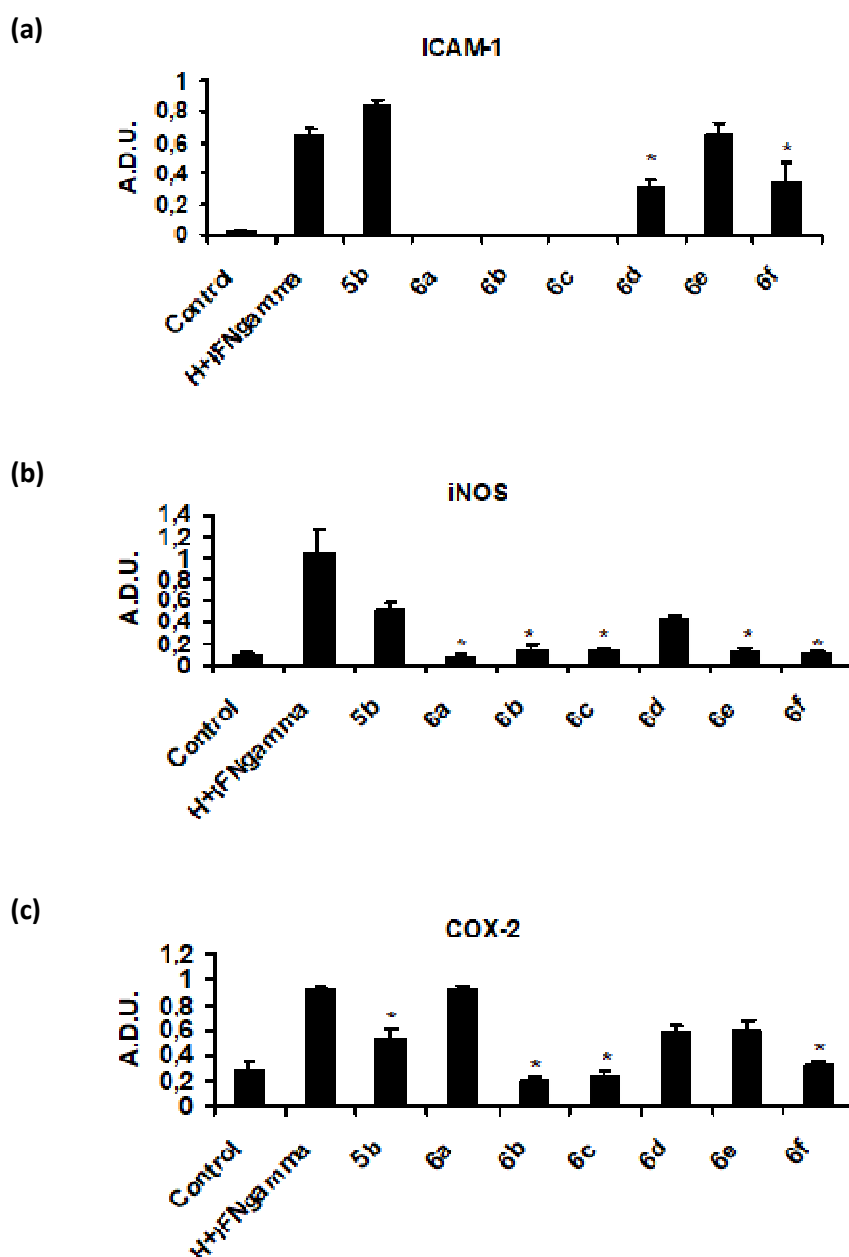 (a)
ICAM-1
A.D.U.
1
0,8
0,6
0,4
0,2
0
* *
Control H+IFNgamma 5b 6a 6b 6c 6d 6e 6f
(b)
iNOS
A.D.U.
1,4
1,2
1
0,8
0,6
0,4
0,2
0
* * * * *
Control H+IFNgamma 5b 6a 6b 6c 6d 6e 6f
(c)
COX-2
A.D.U.
1,2
1
0,8
0,6
0,4
0,2
0
* * * *
Control H+IFNgamma 5b 6a 6b 6c 6d 6e 6f